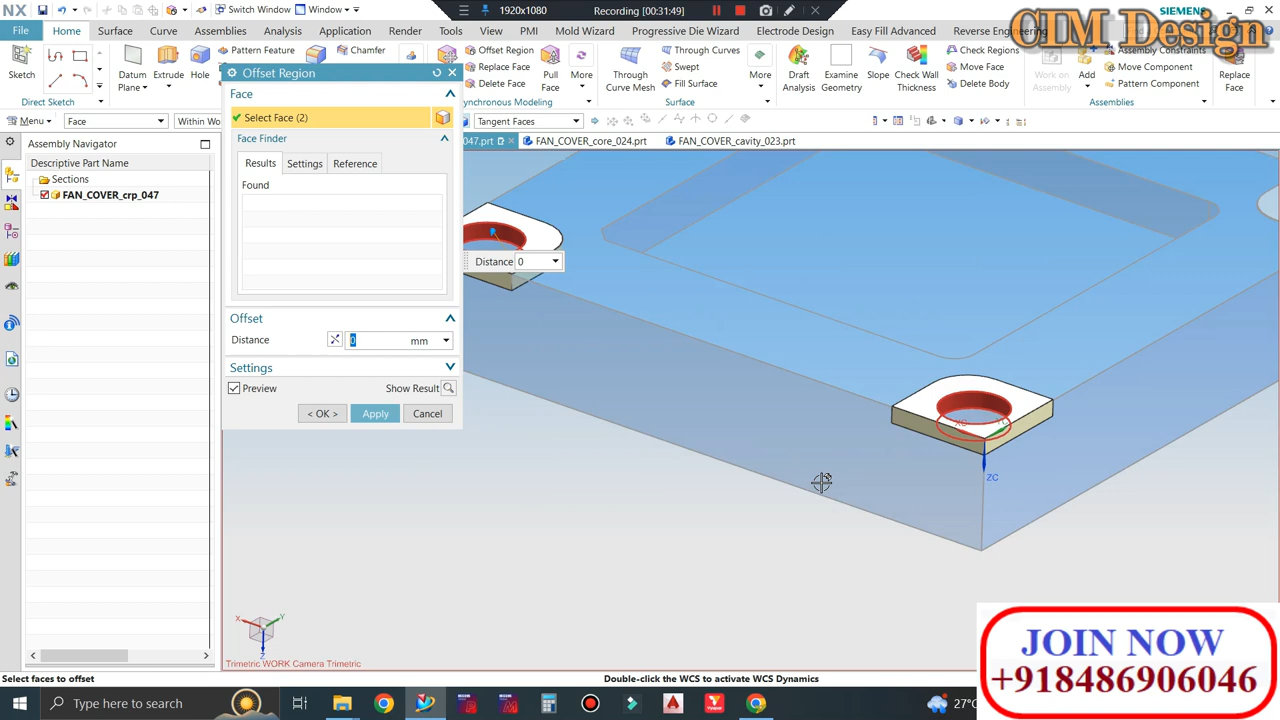 NX
Switch Window
Window
1920x1080
Recording [00:31:49]
SIEMENS
CIM Design
File
Home
Surface
Curve
Assemblies
Analysis
Application
Render
Tools
View
PMI
Mold Wizard
Progressive Die Wizard
Electrode Design
Easy Fill Advanced
Reverse Engineering
Sketch
Datum Plane
Extrude
Hole
Pattern Feature
Chamfer
Offset Region
Replace Face
Delete Face
Pull Face
More
Through Curve Mesh
Through Curves
Swept
Fill Surface
More
Draft Analysis
Examine Geometry
Slope
Check Wall Thickness
Check Regions
Move Face
Delete Body
Work on Assembly
Add
Assembly Constraints
Move Component
Pattern Component
Replace Face
Direct Sketch
Synchronous Modeling
Surface
Assemblies
Menu
Face
Within Wo
Tangent Faces
Assembly Navigator
Descriptive Part Name
Sections
FAN_COVER_crp_047
047.prt
FAN_COVER_core_024.prt
FAN_COVER_cavity_023.prt
Offset Region
Face
Select Face (2)
Face Finder
Results
Settings
Reference
Found
Offset
Distance
0
mm
Settings
Preview
Show Result
< OK >
Apply
Cancel
Distance 0
XC
YC
ZC
X
Y
Z
Trimetric WORK Camera Trimetric
Select faces to offset
Double-click the WCS to activate WCS Dynamics
JOIN NOW
+918486906046
Type here to search
27°C